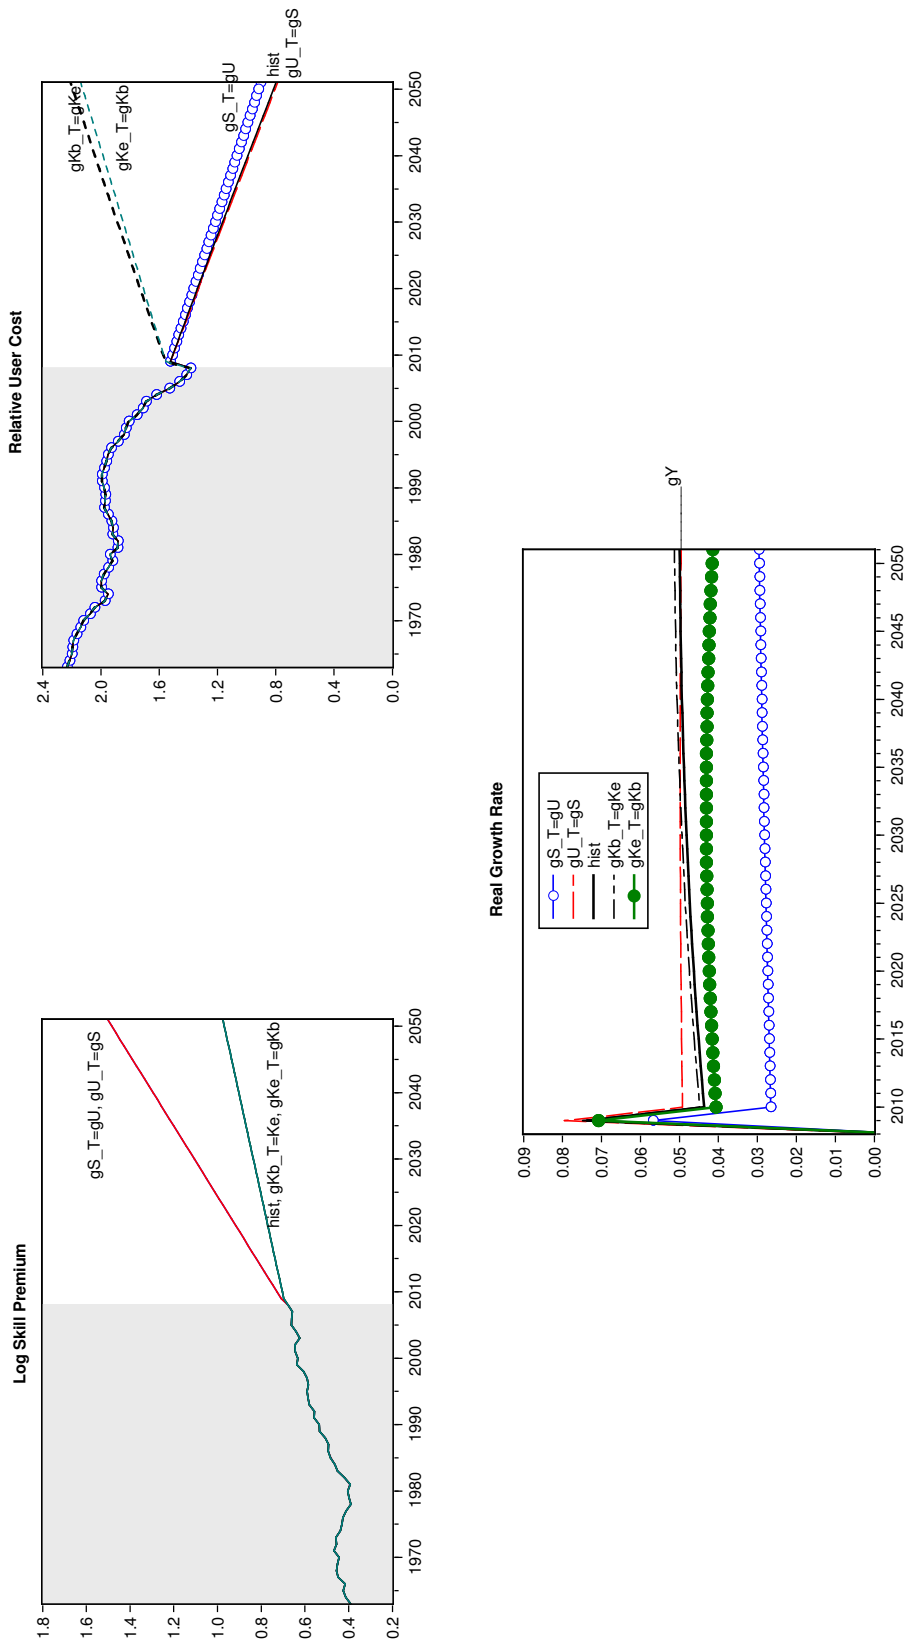 Log Skill Premium
1.8
1.6
1.4
1.2
1.0
0.8
0.6
0.4
0.2
gS_T=gU, gU_T=gS
hist, gKb_T=Ke, gKe_T=gKb
1970 1980 1990 2000 2010 2020 2030 2040 2050
Relative User Cost
2.4
2.0
1.6
1.2
0.8
0.4
0.0
gKb_T=gKe
gKe_T=gKb
gS_T=gU
hist
gU_T=gS
1970 1980 1990 2000 2010 2020 2030 2040 2050
Real Growth Rate
0.09
0.08
0.07
0.06
0.05
0.04
0.03
0.02
0.01
0.00
gS_T=gU
gU_T=gS
hist
gKb_T=gKe
gKe_T=gKb
gY
2010 2015 2020 2025 2030 2035 2040 2045 2050